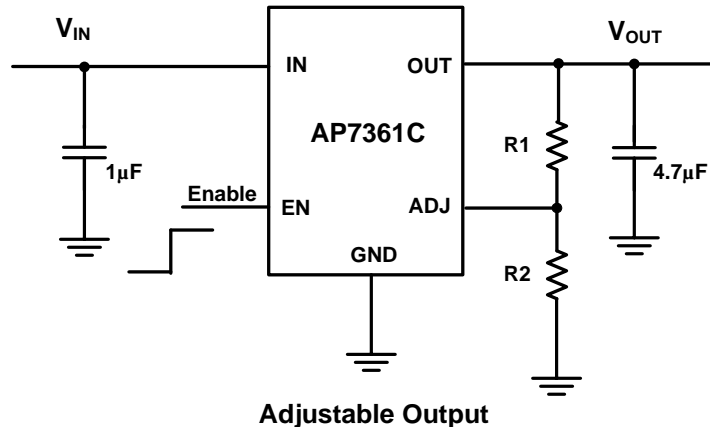 VIN
VOUT
IN
OUT
AP7361C
R1
1μF
4.7μF
Enable
EN
ADJ
GND
R2
Adjustable Output